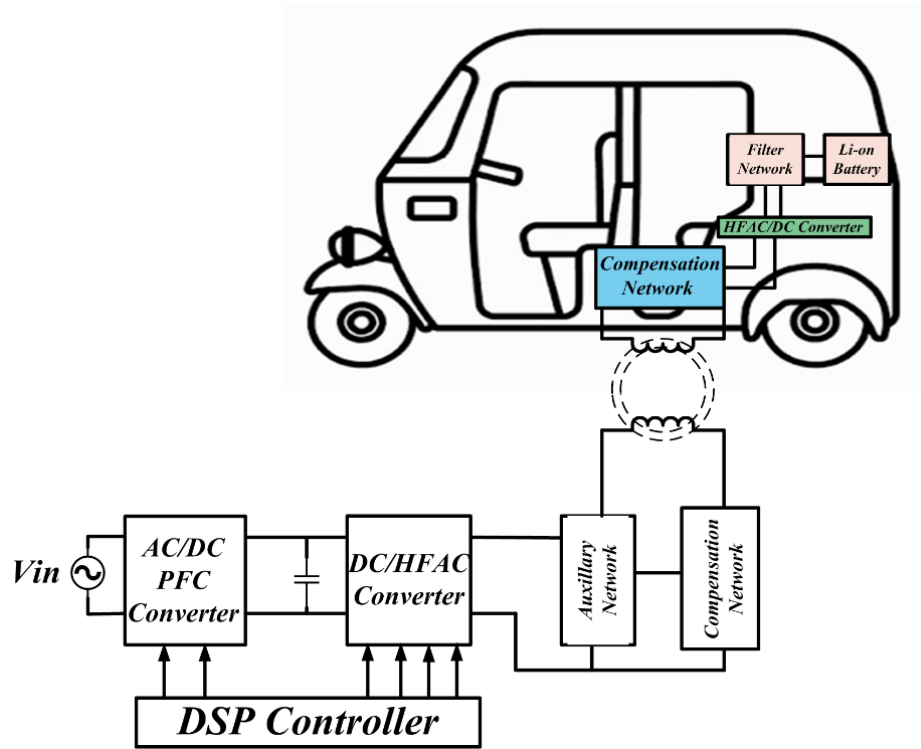 Filter
Network
Li-on
Battery
HFAC/DC Converter
Compensation
Network
Vin
AC/DC
PFC
Converter
DC/HFAC
Converter
Auxillary
Network
Compensation
Network
DSP Controller